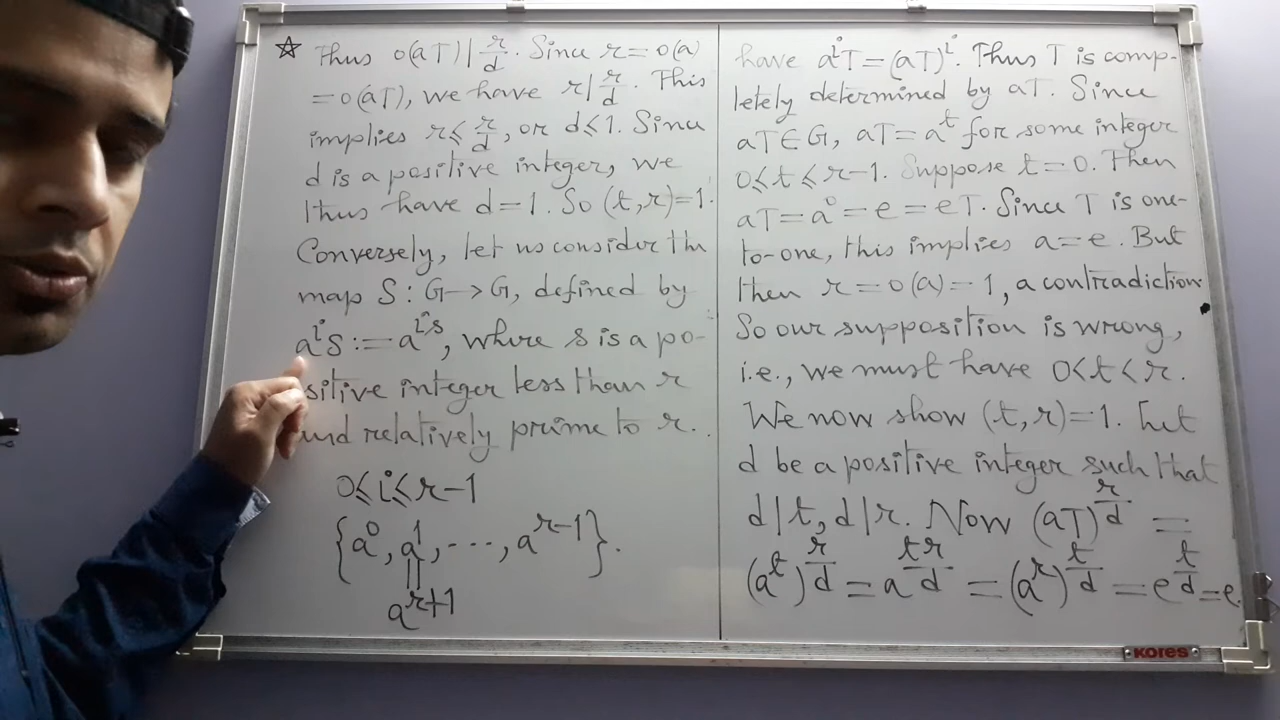 ☆ Thus o(aT)|r/d. Since r=o(a)
=o(aT), we have r|r/d. This
implies r≤r/d, or d≤1. Since
d is a positive integer, we
thus have d=1. So (t,r)=1.
Conversely, let us consider the
map S: G→G, defined by
a^i S := a^{is}, where s is a po-
sitive integer less than r
and relatively prime to r.
0≤i≤r-1
{a^0, a^1, ..., a^{r-1}}.
||
a^{r+1}
have a^i T=(aT)^i. Thus T is comp-
letely determined by aT. Since
aT∈G, aT=a^t for some integer
0≤t≤r-1. Suppose t=0. Then
aT=a^0=e=eT. Since T is one-
to-one, this implies a=e. But
then r=o(a)=1, a contradiction.
So our supposition is wrong,
i.e., we must have 0<t<r.
We now show (t,r)=1. Let
d be a positive integer such that
d|t, d|r. Now (aT)^{r/d} =
(a^t)^{r/d} = a^{tr/d} = (a^r)^{t/d} = e^{t/d} = e.
KORES